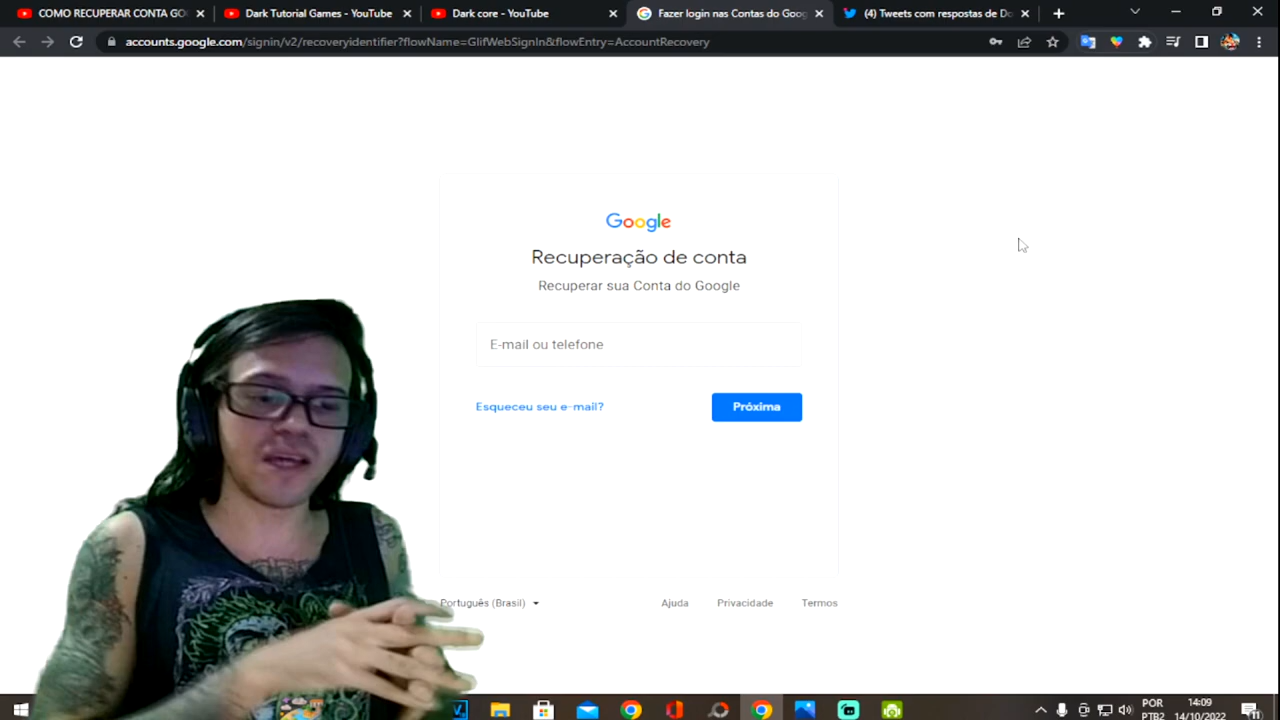 COMO RECUPERAR CONTA GO
Dark Tutorial Games - YouTube
Dark core - YouTube
Fazer login nas Contas do Goog
(4) Tweets com respostas de Do
accounts.google.com/signin/v2/recoveryidentifier?flowName=GlifWebSignIn&flowEntry=AccountRecovery
Google
Recuperação de conta
Recuperar sua Conta do Google
E-mail ou telefone
Esqueceu seu e-mail?
Próxima
Português (Brasil)
Ajuda
Privacidade
Termos
POR
PTB2
14:09
14/10/2022